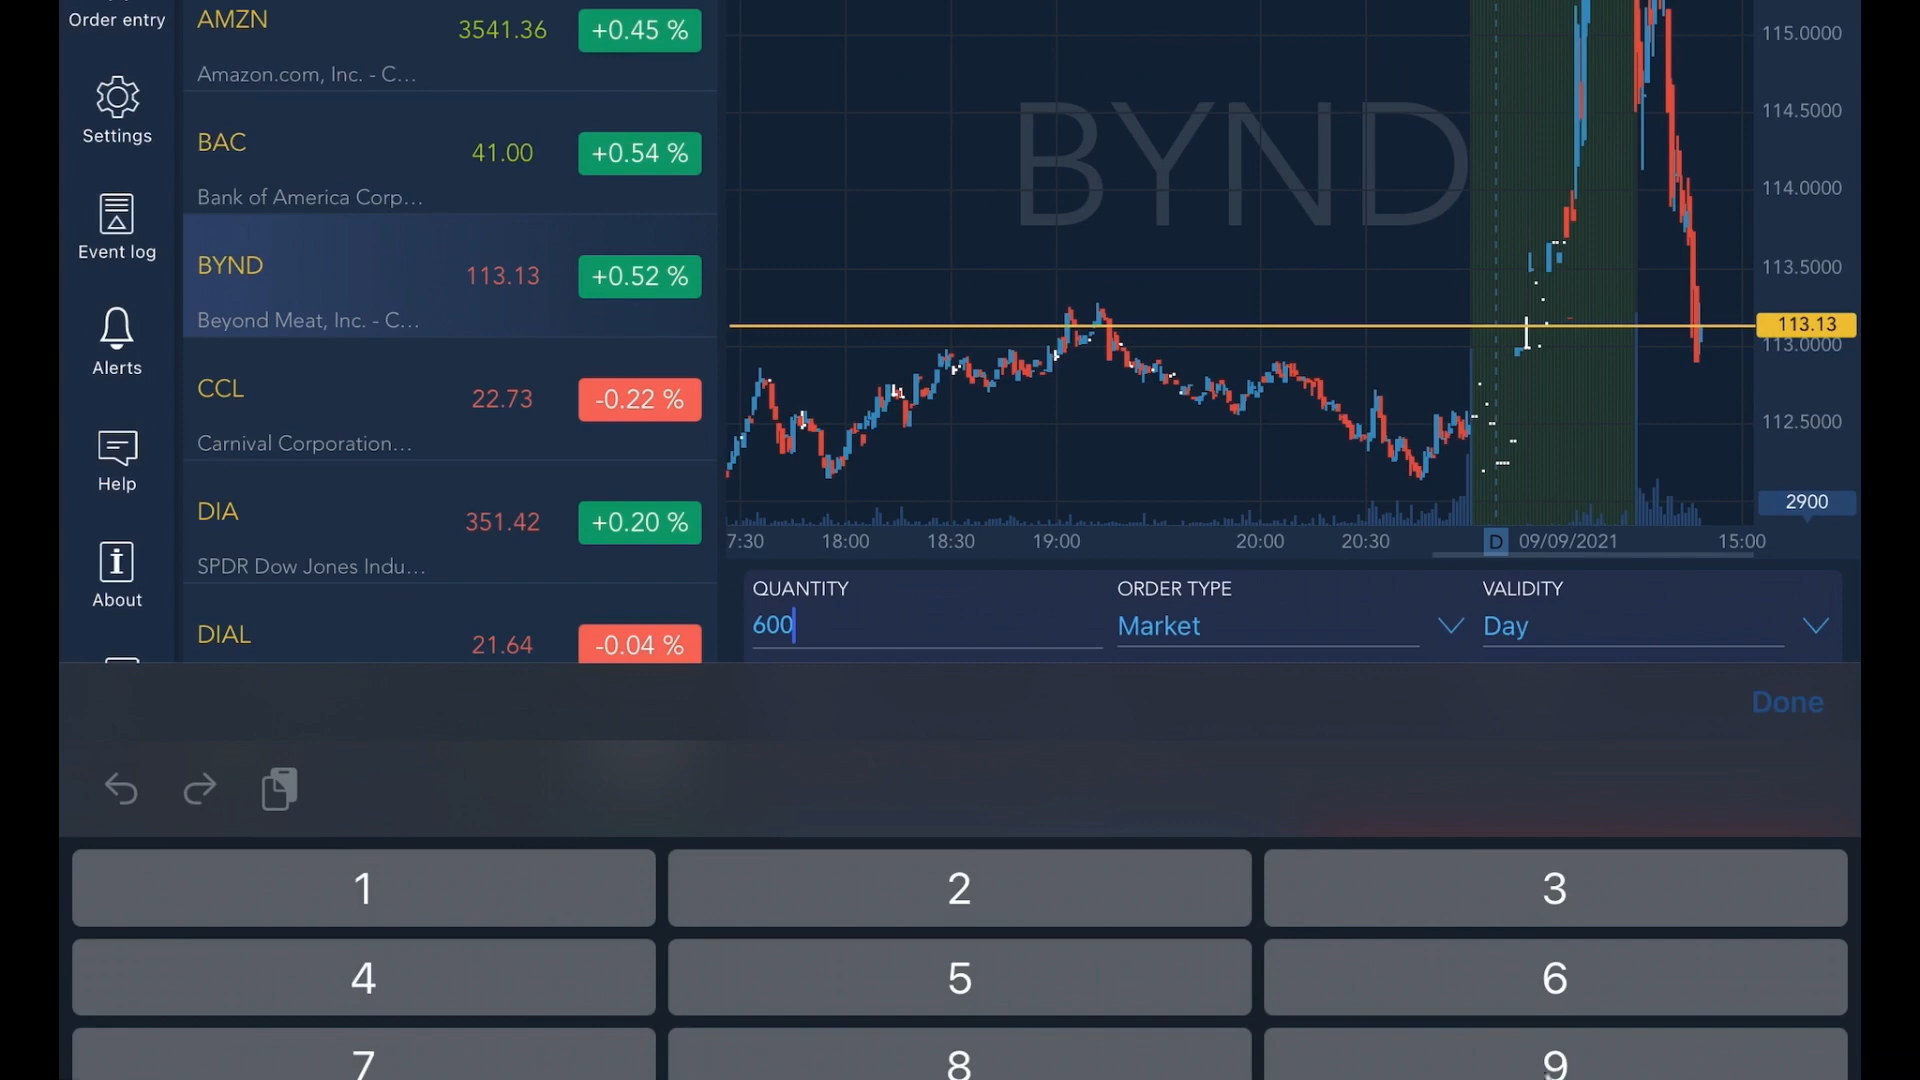 Order entry
Settings
Event log
Alerts
Help
About
AMZN 3541.36 +0.45 %
Amazon.com, Inc. - C...
BAC 41.00 +0.54 %
Bank of America Corp...
BYND 113.13 +0.52 %
Beyond Meat, Inc. - C...
CCL 22.73 -0.22 %
Carnival Corporation...
DIA 351.42 +0.20 %
SPDR Dow Jones Indu...
DIAL 21.64 -0.04 %
BYND
115.0000
114.5000
114.0000
113.5000
113.13
113.0000
112.5000
2900
7:30 18:00 18:30 19:00 20:00 20:30 D 09/09/2021 15:00
QUANTITY ORDER TYPE VALIDITY
600 Market Day
Done
1 2 3
4 5 6
7 8 9